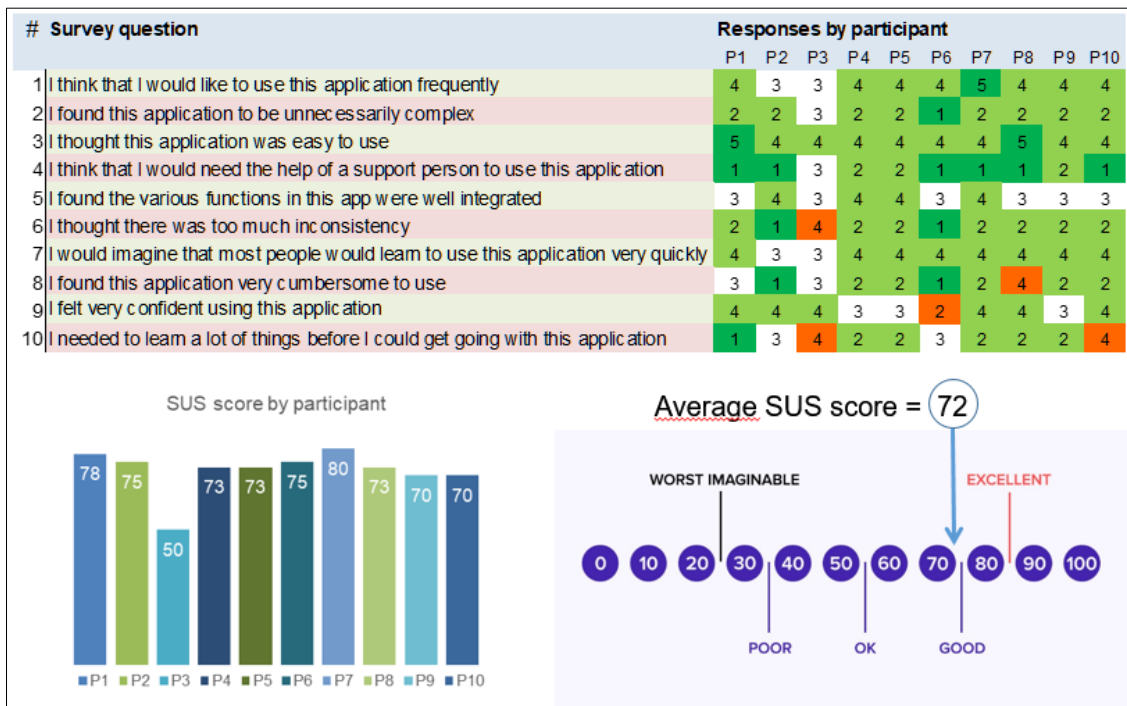 # Survey question Responses by participant
P1 P2 P3 P4 P5 P6 P7 P8 P9 P10
1 I think that I would like to use this application frequently 4 3 3 4 4 4 5 4 4 4
2 I found this application to be unnecessarily complex 2 2 3 2 2 1 2 2 2 2
3 I thought this application was easy to use 5 4 4 4 4 4 4 5 4 4
4 I think that I would need the help of a support person to use this application 1 1 3 2 2 1 1 1 2 1
5 I found the various functions in this app were well integrated 3 4 3 4 4 3 4 3 3 3
6 I thought there was too much inconsistency 2 1 4 2 2 1 2 2 2 2
7 I would imagine that most people would learn to use this application very quickly 4 3 3 4 4 4 4 4 4 4
8 I found this application very cumbersome to use 3 1 3 2 2 1 2 4 2 2
9 I felt very confident using this application 4 4 4 3 3 2 4 4 3 4
10 I needed to learn a lot of things before I could get going with this application 1 3 4 2 2 3 2 2 2 4
SUS score by participant
78 75 50 73 73 75 80 73 70 70
P1 P2 P3 P4 P5 P6 P7 P8 P9 P10
Average SUS score = 72
WORST IMAGINABLE EXCELLENT
0 10 20 30 40 50 60 70 80 90 100
POOR OK GOOD